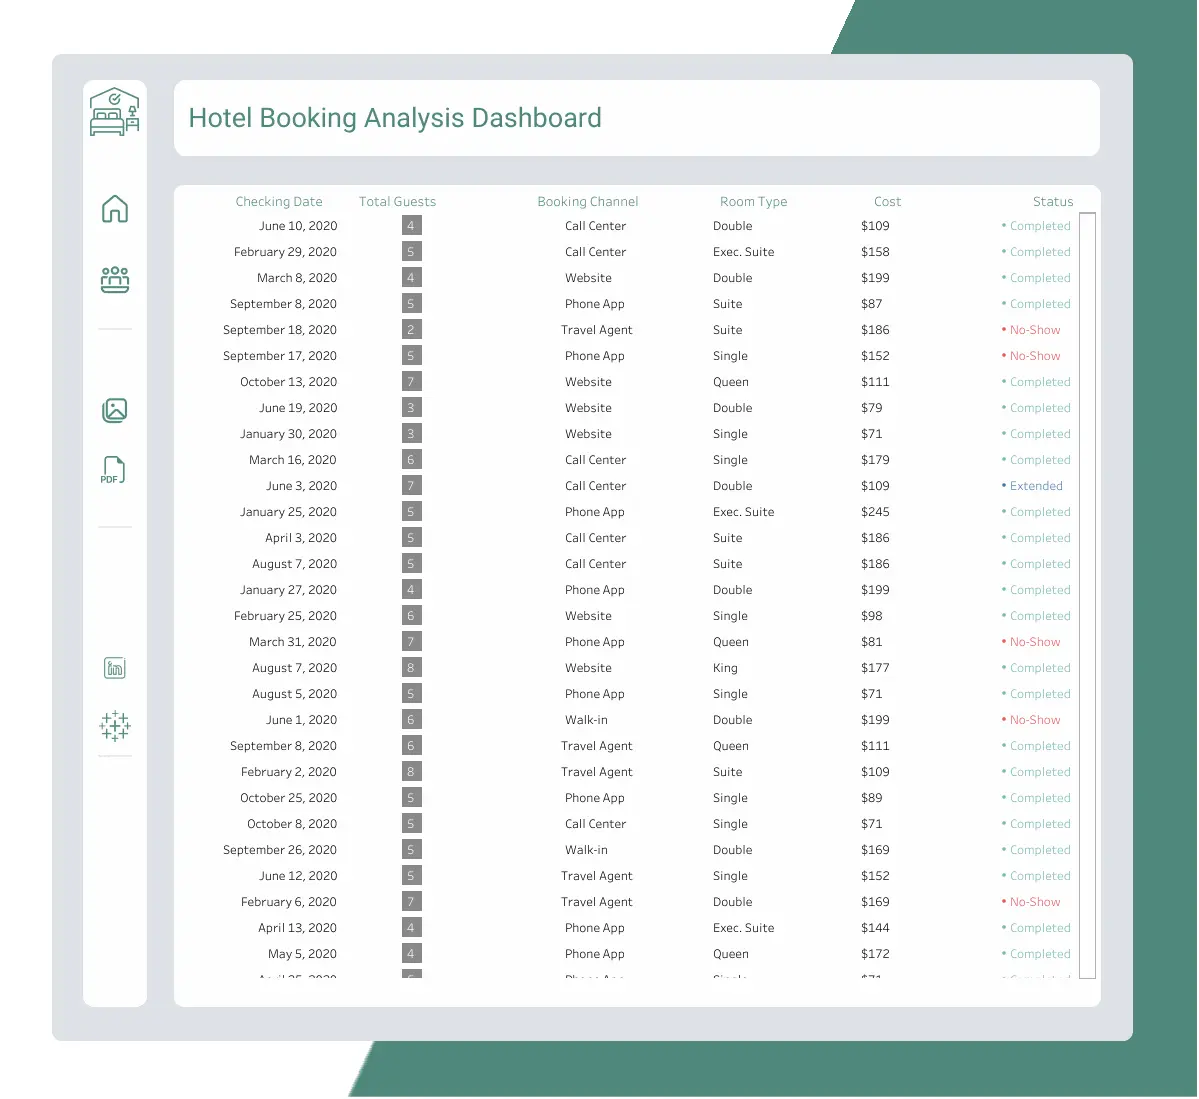 Hotel Booking Analysis Dashboard
Checking Date Total Guests Booking Channel Room Type Cost Status
June 10, 2020 4 Call Center Double $109 • Completed
February 29, 2020 5 Call Center Exec. Suite $158 • Completed
March 8, 2020 4 Website Double $199 • Completed
September 8, 2020 5 Phone App Suite $87 • Completed
September 18, 2020 2 Travel Agent Suite $186 • No-Show
September 17, 2020 5 Phone App Single $152 • No-Show
October 13, 2020 7 Website Queen $111 • Completed
June 19, 2020 3 Website Double $79 • Completed
January 30, 2020 3 Website Single $71 • Completed
March 16, 2020 6 Call Center Single $179 • Completed
June 3, 2020 7 Call Center Double $109 • Extended
PDF
January 25, 2020 5 Phone App Exec. Suite $245 • Completed
April 3, 2020 5 Call Center Suite $186 • Completed
August 7, 2020 5 Call Center Suite $186 • Completed
January 27, 2020 4 Phone App Double $199 • Completed
February 25, 2020 6 Website Single $98 • Completed
March 31, 2020 7 Phone App Queen $81 • No-Show
August 7, 2020 8 Website King $177 • Completed
in
August 5, 2020 5 Phone App Single $71 • Completed
June 1, 2020 6 Walk-in Double $199 • No-Show
September 8, 2020 6 Travel Agent Queen $111 • Completed
February 2, 2020 8 Travel Agent Suite $109 • Completed
October 25, 2020 5 Phone App Single $89 • Completed
October 8, 2020 5 Call Center Single $71 • Completed
September 26, 2020 5 Walk-in Double $169 • Completed
June 12, 2020 5 Travel Agent Single $152 • Completed
February 6, 2020 7 Travel Agent Double $169 • No-Show
April 13, 2020 4 Phone App Exec. Suite $144 • Completed
May 5, 2020 4 Phone App Queen $172 • Completed